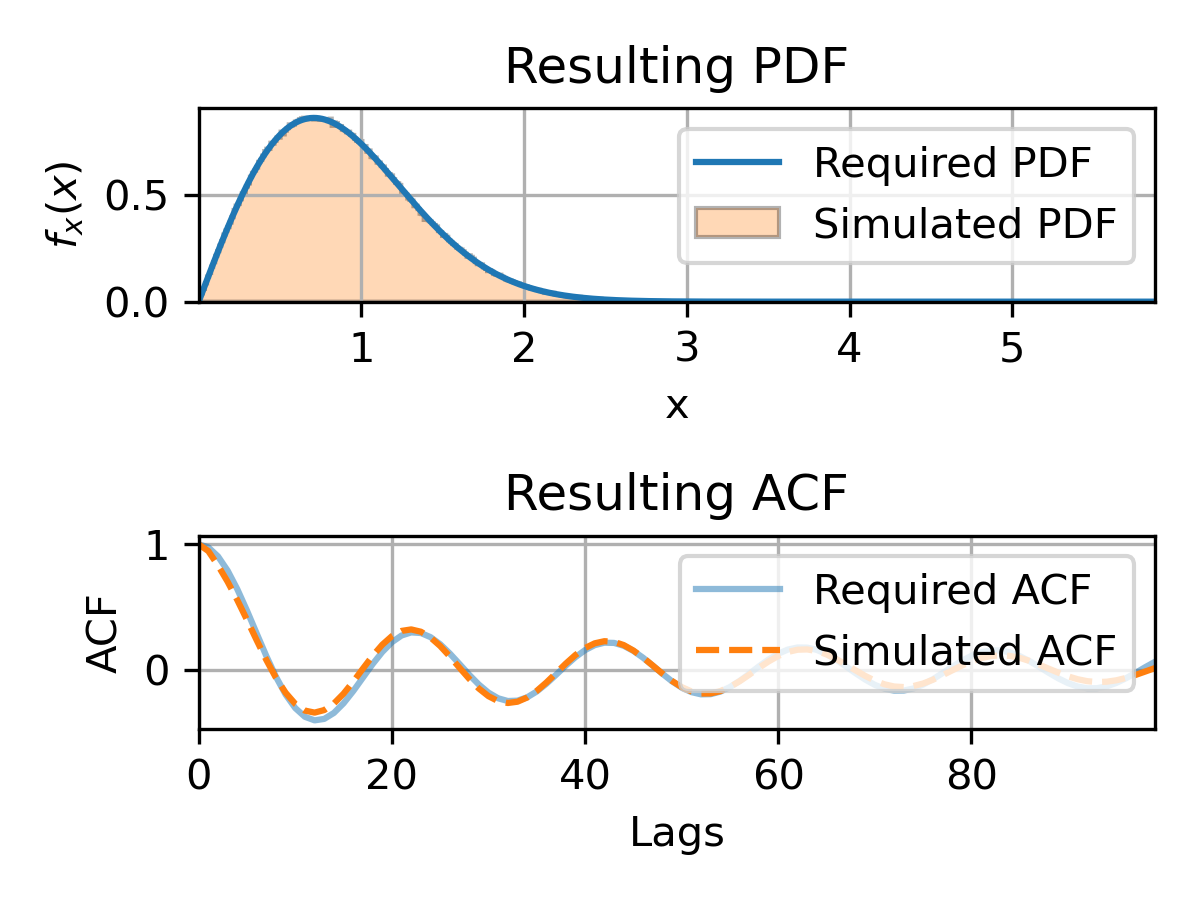 Resulting PDF
f_x(x)
0.5
0.0
Required PDF
Simulated PDF
1 2 3 4 5
x
Resulting ACF
ACF
1
0
Required ACF
Simulated ACF
0 20 40 60 80
Lags